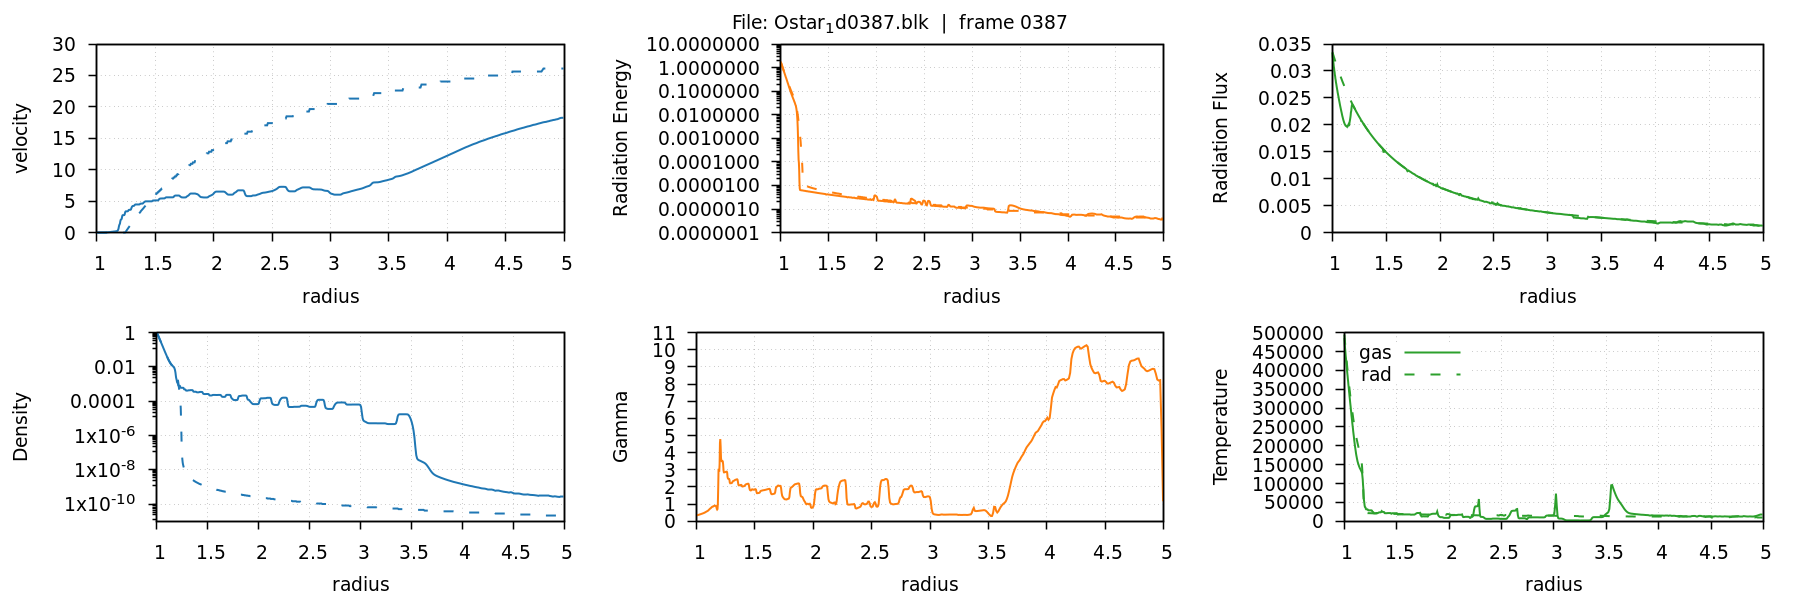 File: Ostar₁d0387.blk | frame 0387
30
25
20
15
10
5
0
velocity
1 1.5 2 2.5 3 3.5 4 4.5 5
radius
10.0000000
1.0000000
0.1000000
0.0100000
0.0010000
0.0001000
0.0000100
0.0000010
0.0000001
Radiation Energy
1 1.5 2 2.5 3 3.5 4 4.5 5
radius
0.035
0.03
0.025
0.02
0.015
0.01
0.005
0
Radiation Flux
1 1.5 2 2.5 3 3.5 4 4.5 5
radius
1
0.01
0.0001
1x10⁻⁶
1x10⁻⁸
1x10⁻¹⁰
Density
1 1.5 2 2.5 3 3.5 4 4.5 5
radius
11
10
9
8
7
6
5
4
3
2
1
0
Gamma
1 1.5 2 2.5 3 3.5 4 4.5 5
radius
500000
450000
400000
350000
300000
250000
200000
150000
100000
50000
0
Temperature
gas
rad
1 1.5 2 2.5 3 3.5 4 4.5 5
radius